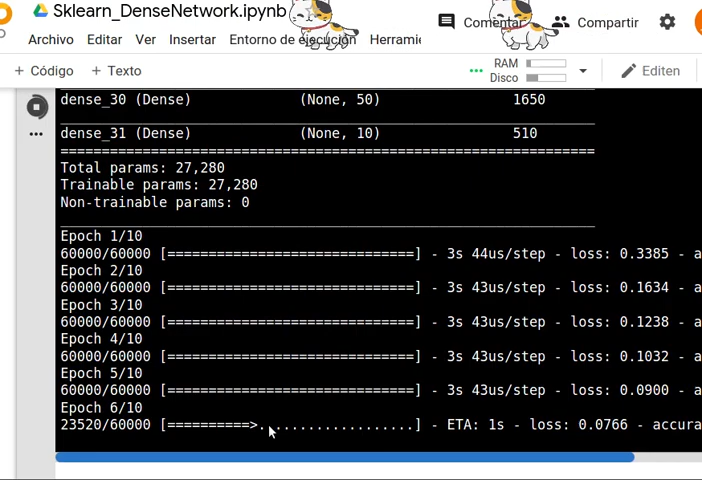 Sklearn_DenseNetwork.ipynb
Comentar Compartir
Archivo Editar Ver Insertar Entorno de ejecución Herramie
+ Código + Texto RAM Disco Editen
dense_30 (Dense) (None, 50) 1650
dense_31 (Dense) (None, 10) 510
=================================================================
Total params: 27,280
Trainable params: 27,280
Non-trainable params: 0
Epoch 1/10
60000/60000 [==============================] - 3s 44us/step - loss: 0.3385 - a
Epoch 2/10
60000/60000 [==============================] - 3s 43us/step - loss: 0.1634 - a
Epoch 3/10
60000/60000 [==============================] - 3s 43us/step - loss: 0.1238 - a
Epoch 4/10
60000/60000 [==============================] - 3s 43us/step - loss: 0.1032 - a
Epoch 5/10
60000/60000 [==============================] - 3s 43us/step - loss: 0.0900 - a
Epoch 6/10
23520/60000 [==========>...................] - ETA: 1s - loss: 0.0766 - accura